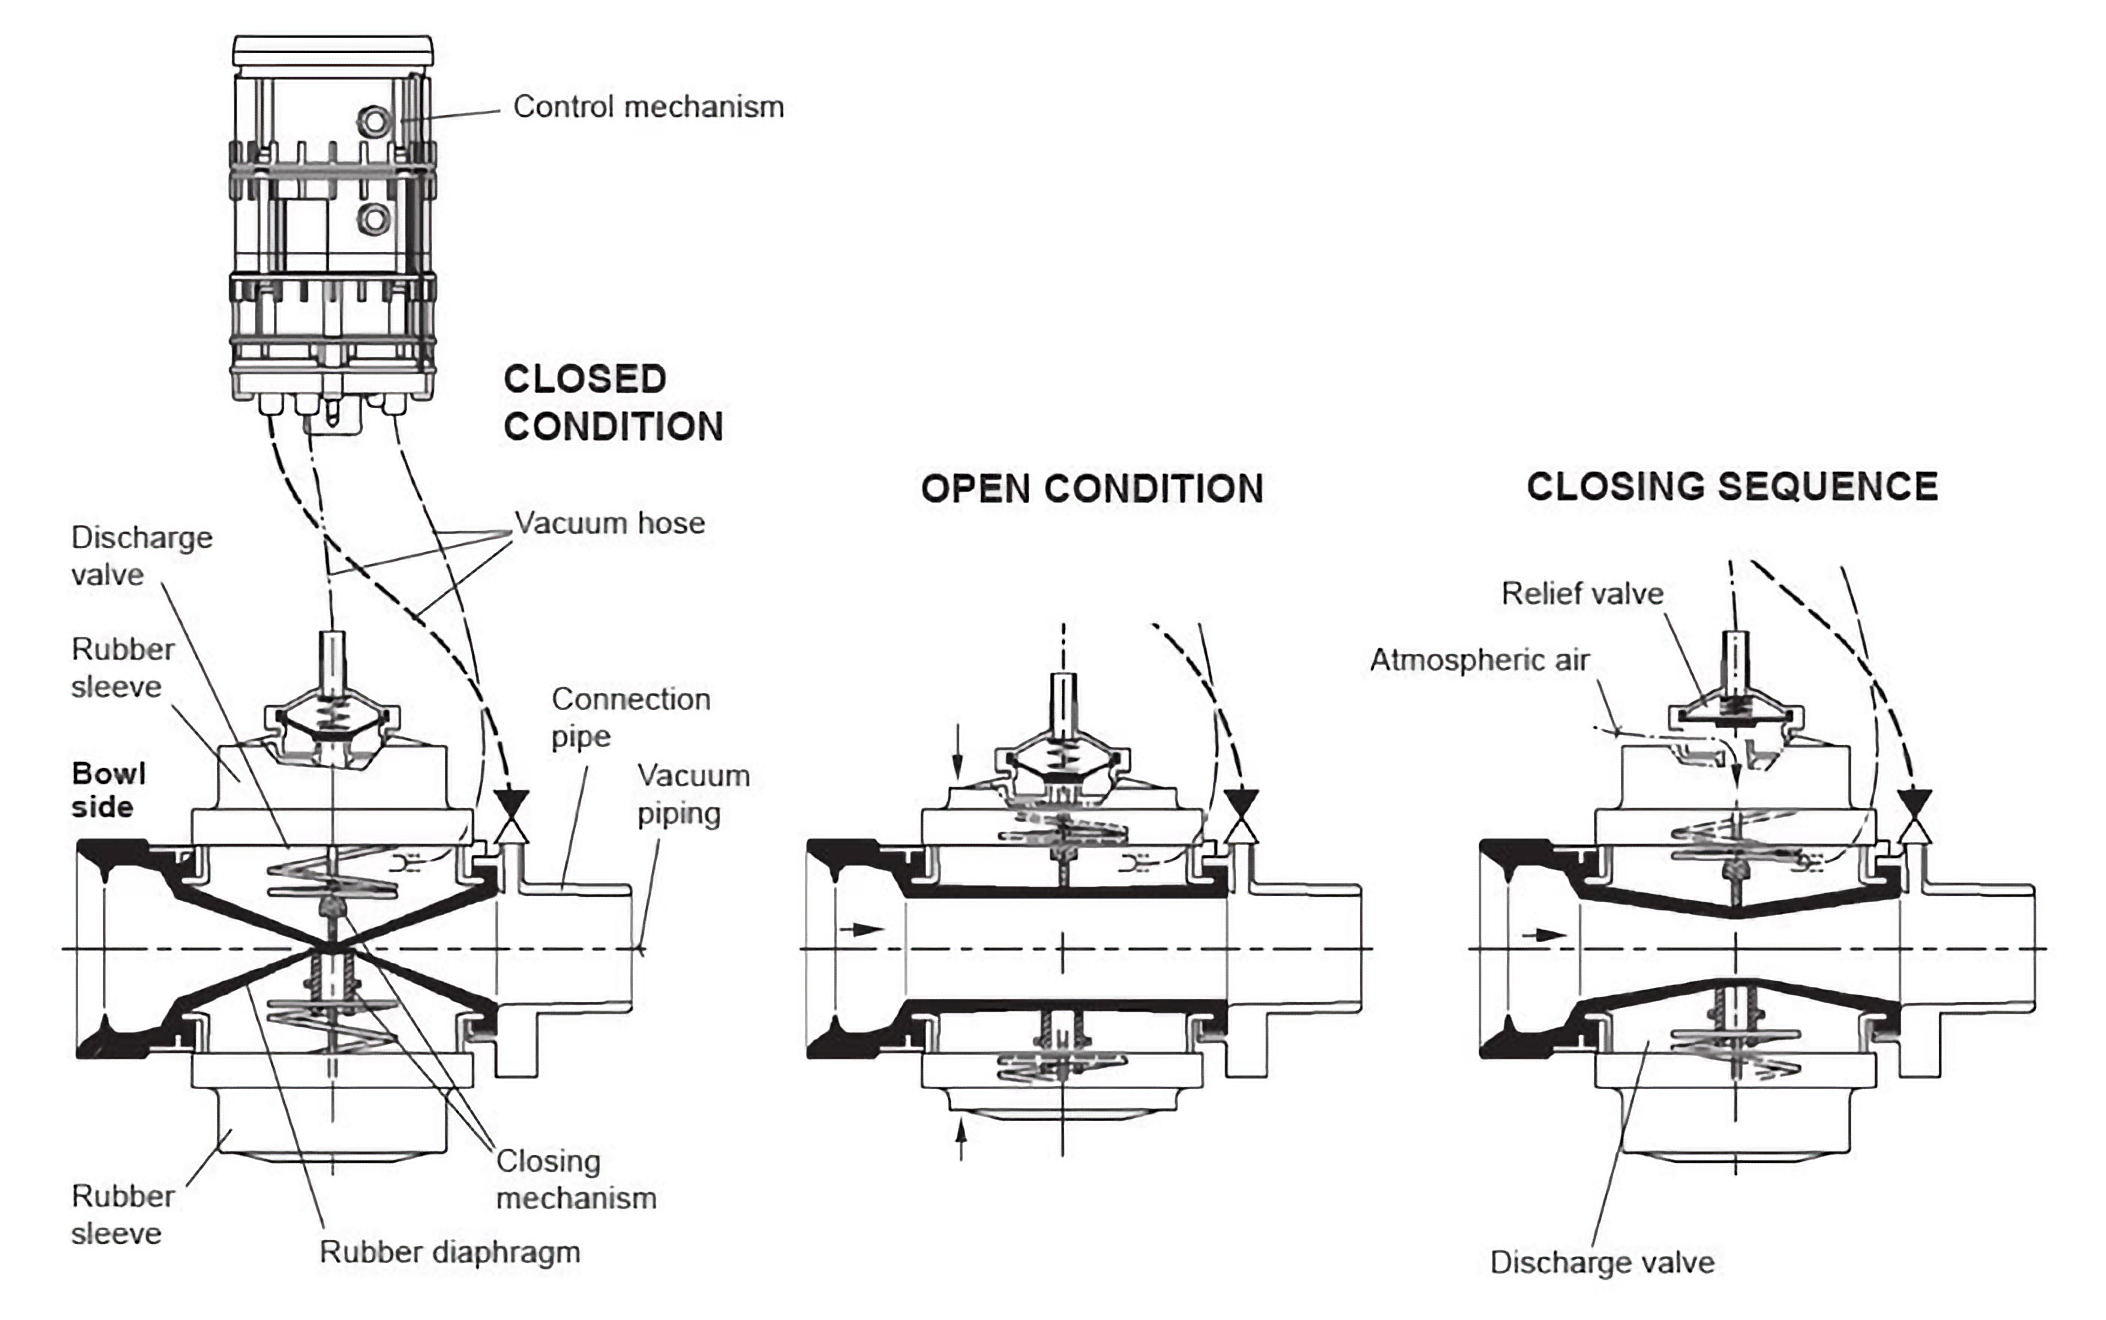 Control mechanism
CLOSED
CONDITION
Vacuum hose
Discharge
valve
Rubber
sleeve
Bowl
side
Connection
pipe
Vacuum
piping
Closing
mechanism
Rubber
sleeve
Rubber diaphragm
OPEN CONDITION
CLOSING SEQUENCE
Relief valve
Atmospheric air
Discharge valve